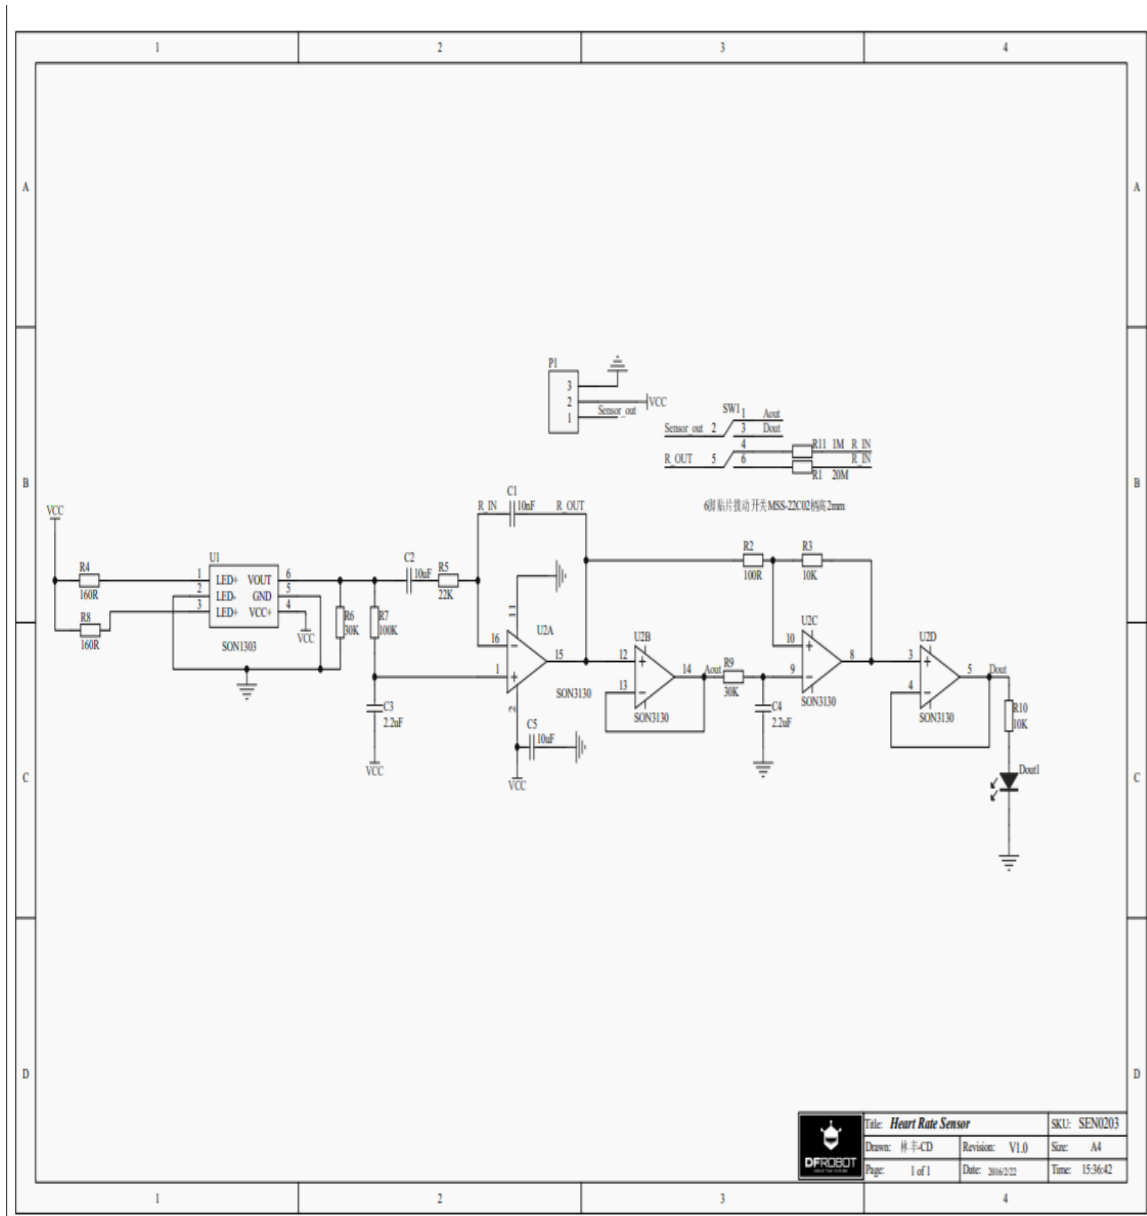 1 2 3 4
A A
P1
3
2 VCC
1 Sensor_out
SW1 1 Aout
Sensor_out 2 3 Dout
4 R11 1M R_IN
R_OUT 5 6 R_IN
R1 20M
B B
6脚贴片拨动开关MSS-22C02柄高2mm
C1
R_IN 10nF R_OUT
VCC
U1
R4 1 LED+ VOUT 6
160R 2 LED- GND 5
R8 3 LED+ VCC+ 4
160R VCC
SON1303
C2
10uF R5
22K
R6
30K
R7
100K
C3
2.2uF
VCC
11
U2A
16
15
1
SON3130
2
C5
10uF
VCC
U2B
12
14
13
SON3130
Aout R9
30K
C4
2.2uF
R2
100R
R3
10K
U2C
10
8
9
SON3130
U2D
3
5
4
SON3130
Dout
R10
10K
Dout1
C C
D D
Title: Heart Rate Sensor SKU: SEN0203
Drawn: 林丰-CD Revision: V1.0 Size: A4
Page: 1 of 1 Date: 2016/2/22 Time: 15:36:42
DFROBOT
1 2 3 4